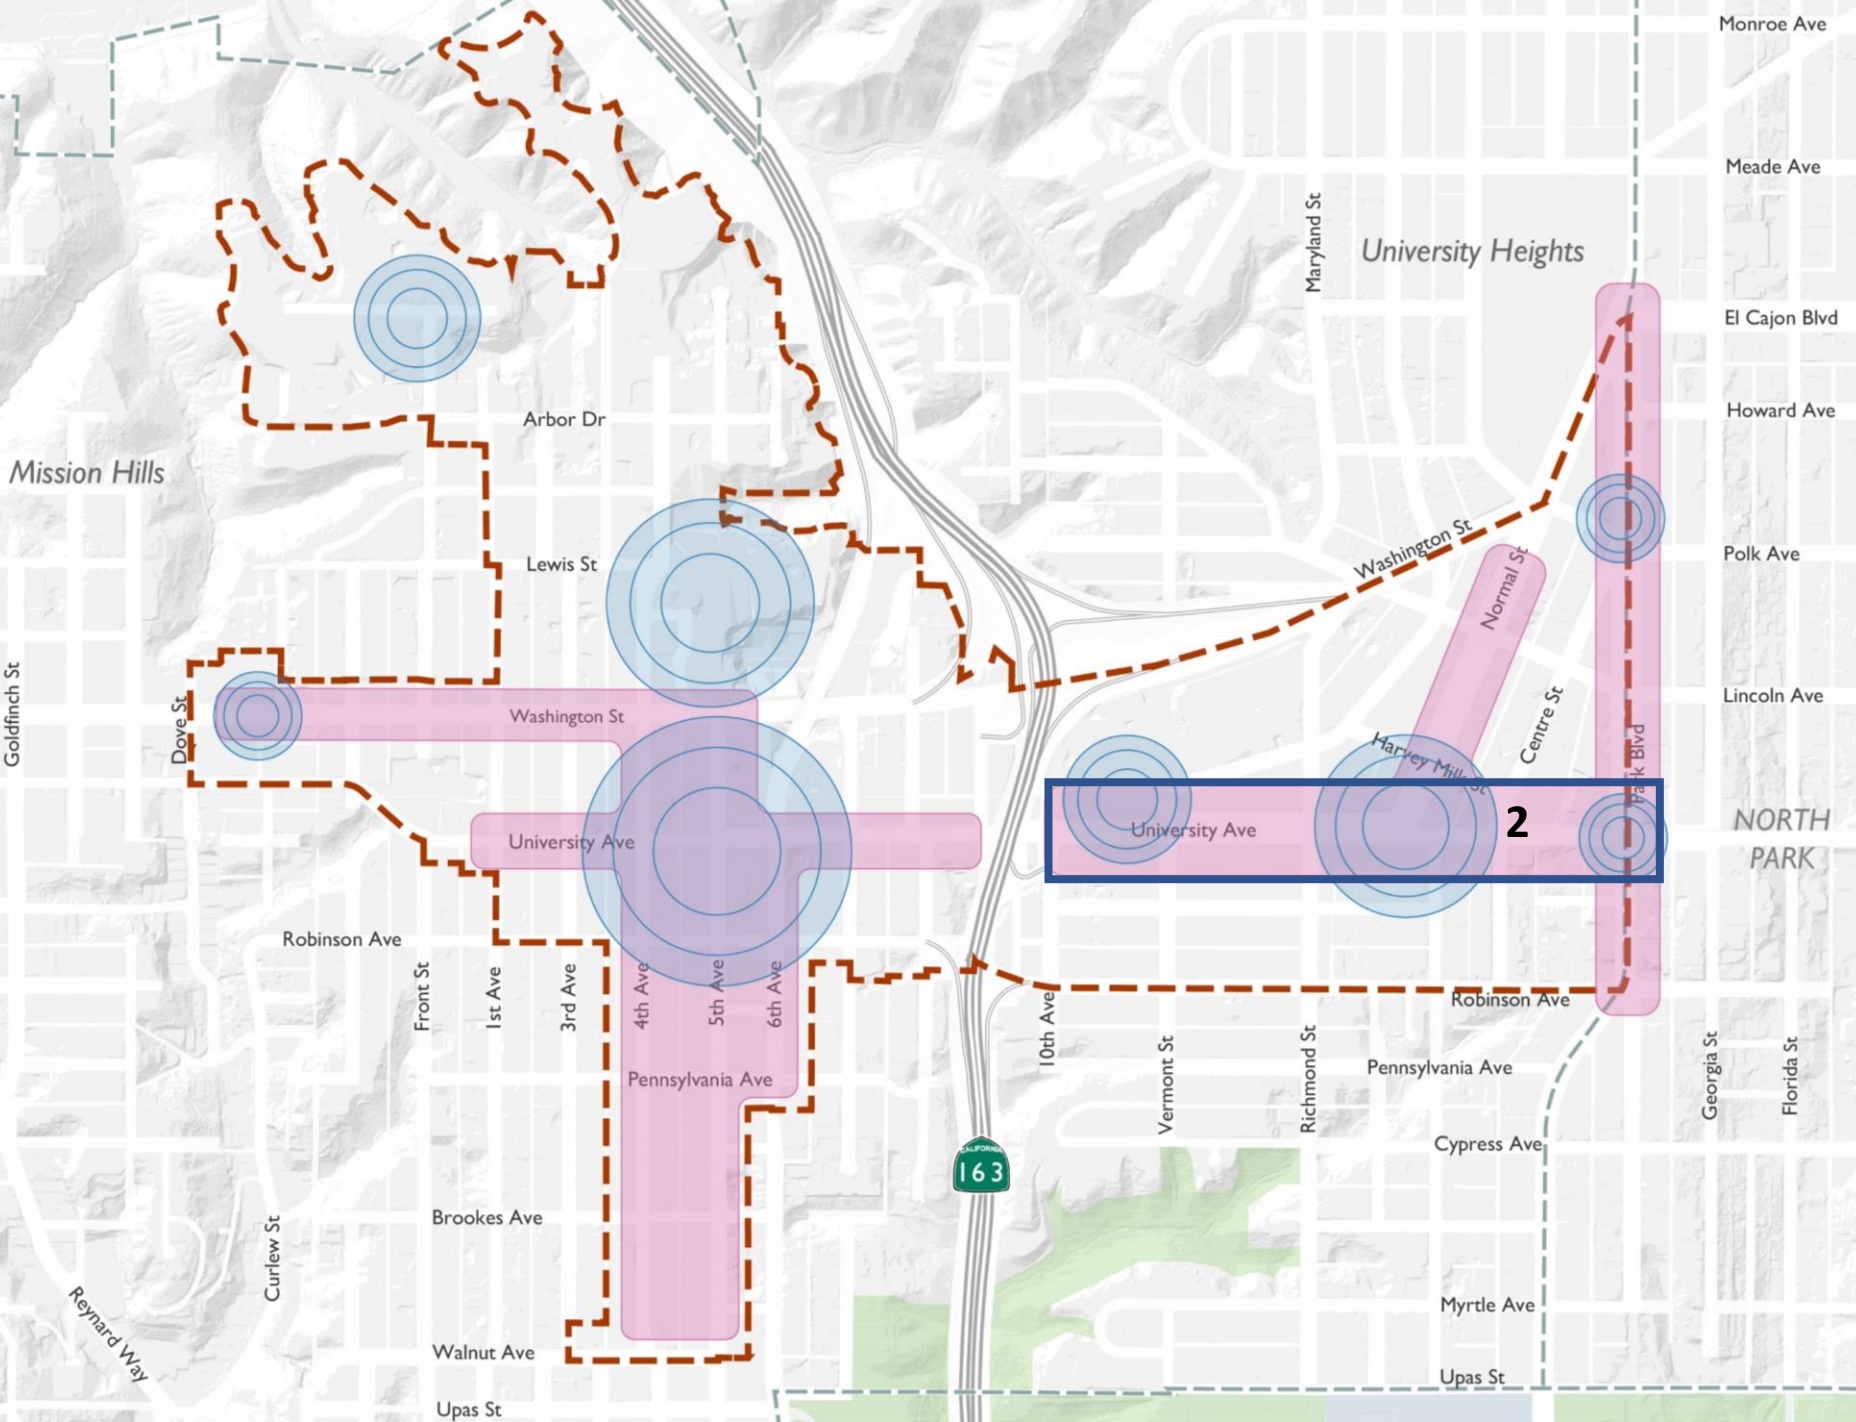 Monroe Ave
Meade Ave
Maryland St
University Heights
El Cajon Blvd
Howard Ave
Arbor Dr
Mission Hills
Washington St
Polk Ave
Lewis St
Normal St
Goldfinch St
Dove St
Washington St
Centre St
Lincoln Ave
Harvey Milk St
Park Blvd
2
University Ave
University Ave
NORTH
PARK
Robinson Ave
Front St
1st Ave
3rd Ave
4th Ave
5th Ave
6th Ave
10th Ave
Robinson Ave
Vermont St
Richmond St
Pennsylvania Ave
Pennsylvania Ave
Georgia St
Florida St
Cypress Ave
CALIFORNIA
163
Brookes Ave
Curlew St
Reynard Way
Myrtle Ave
Walnut Ave
Upas St
Upas St